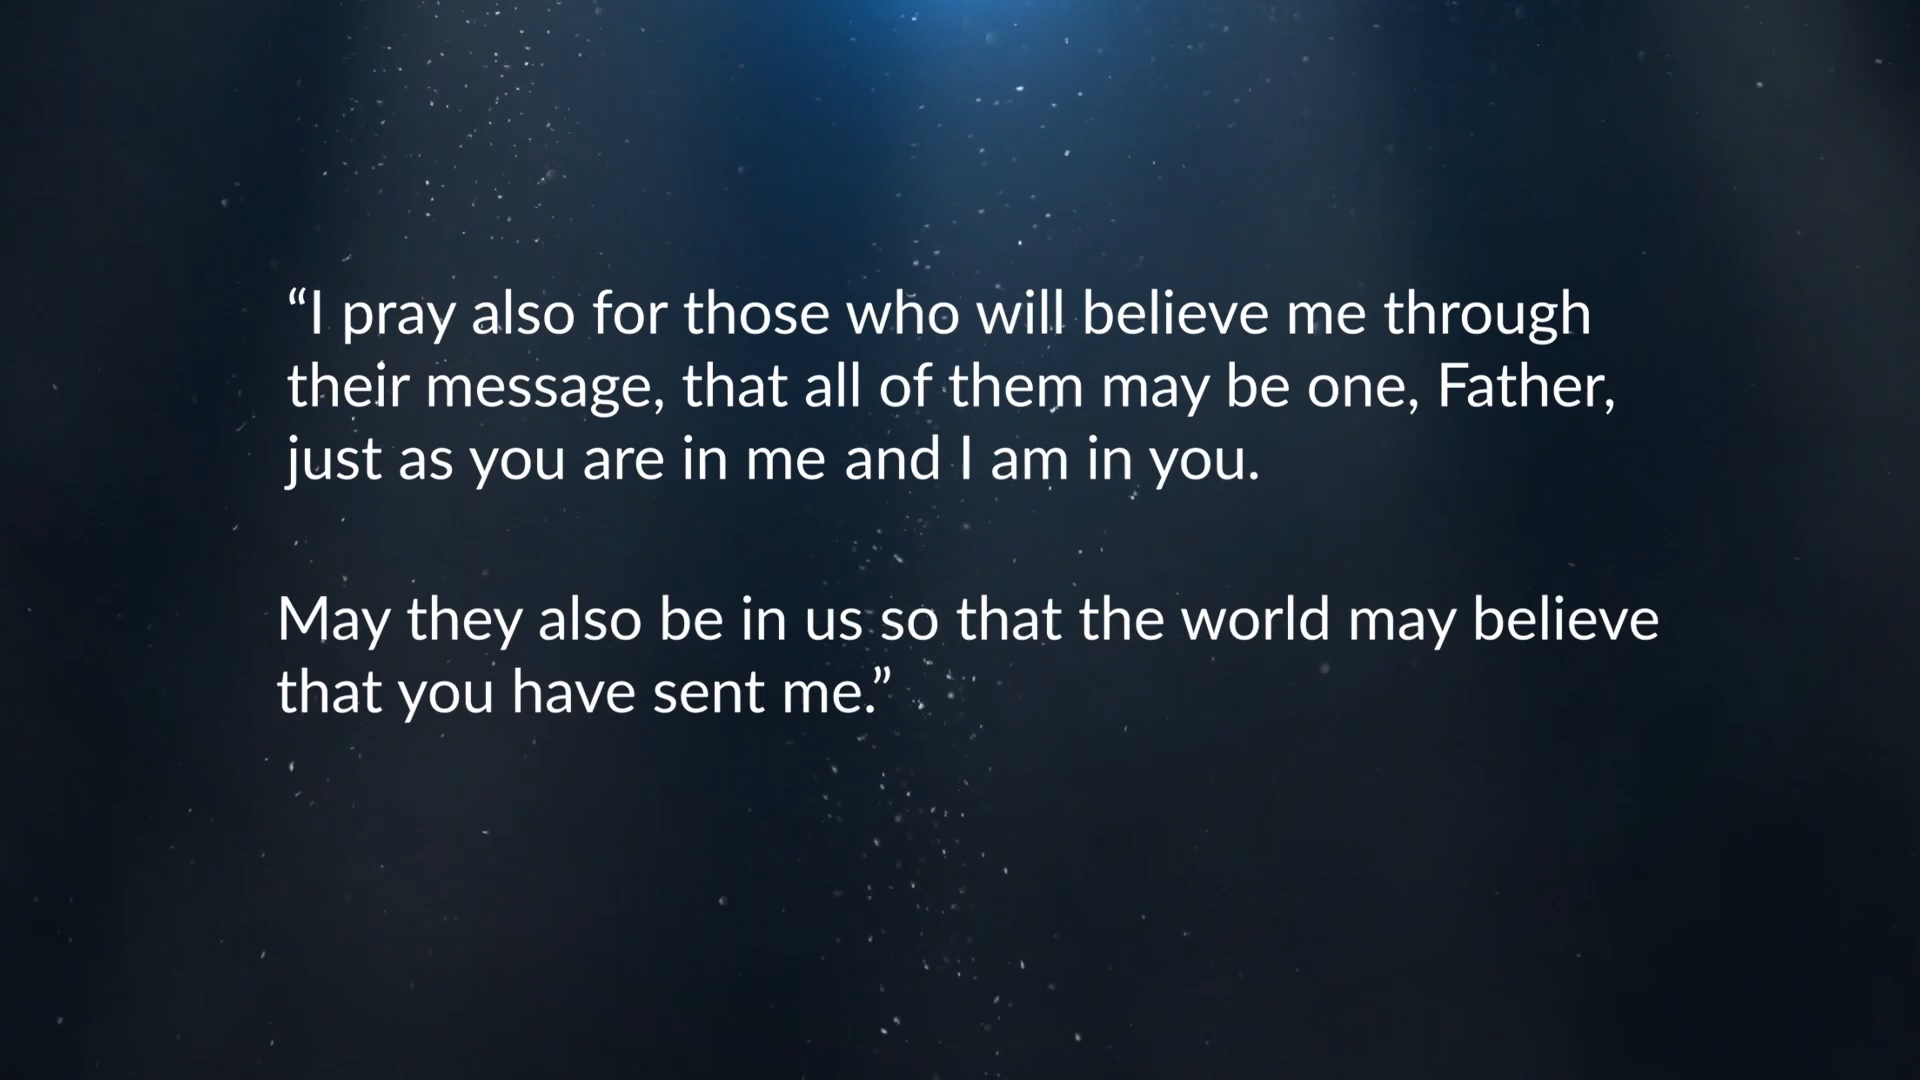 “I pray also for those who will believe me through
their message, that all of them may be one, Father,
just as you are in me and I am in you.
May they also be in us so that the world may believe
that you have sent me.”